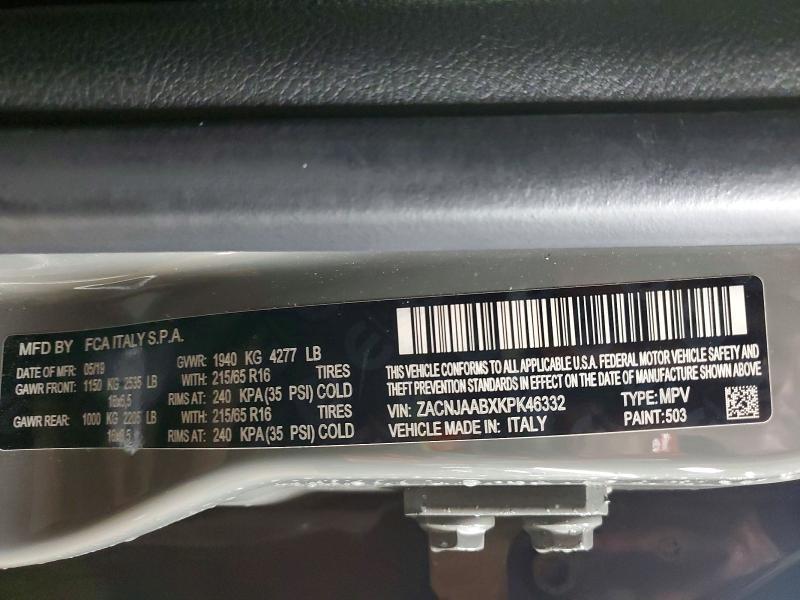 MFD BY FCA ITALY S.P.A.
DATE OF MFR: 05/19 GVWR: 1940 KG 4277 LB
GAWR FRONT: 1150 KG 2535 LB WITH: 215/65 R16 TIRES
16x6,5 RIMS AT: 240 KPA(35 PSI) COLD
GAWR REAR: 1000 KG 2205 LB WITH: 215/65 R16 TIRES
16x6,5 RIMS AT: 240 KPA(35 PSI) COLD
THIS VEHICLE CONFORMS TO ALL APPLICABLE U.S.A. FEDERAL MOTOR VEHICLE SAFETY AND
THEFT PREVENTION STANDARDS IN EFFECT ON THE DATE OF MANUFACTURE SHOWN ABOVE
VIN: ZACNJAABXKPK46332 TYPE: MPV
VEHICLE MADE IN: ITALY PAINT:503